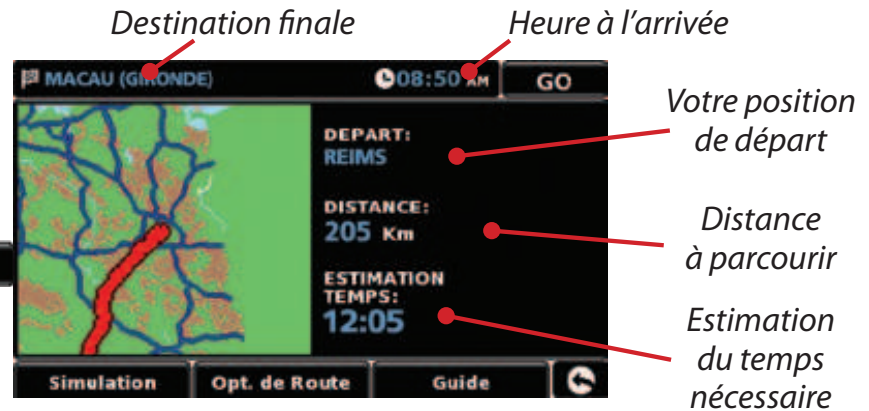 Destination finale
Heure à l'arrivée
MACAU (GIRONDE)
08:50 AM
GO
Votre position
de départ
DEPART:
REIMS
DISTANCE:
205 Km
Distance
à parcourir
ESTIMATION
TEMPS:
12:05
Estimation
du temps
nécessaire
Simulation
Opt. de Route
Guide